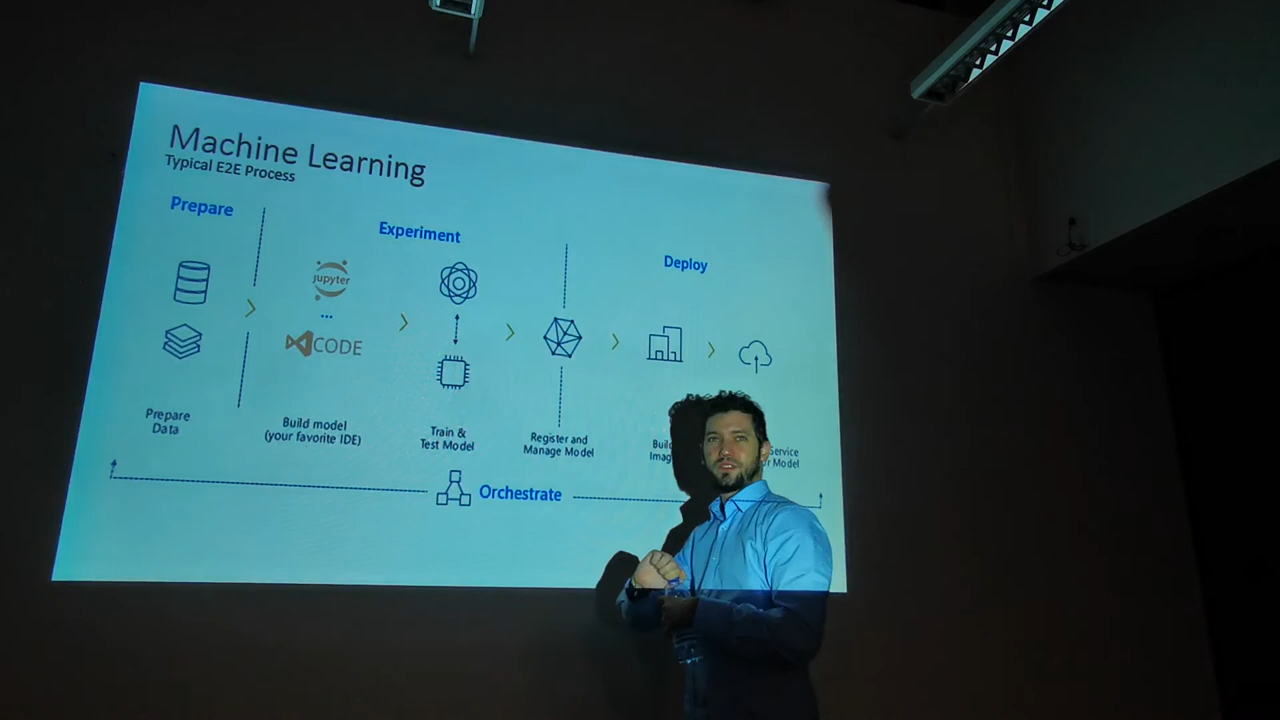 Machine Learning
Typical E2E Process
Prepare
Experiment
Deploy
jupyter
...
CODE
Prepare
Data
Build model
(your favorite IDE)
Train &
Test Model
Register and
Manage Model
Service
Model
Orchestrate